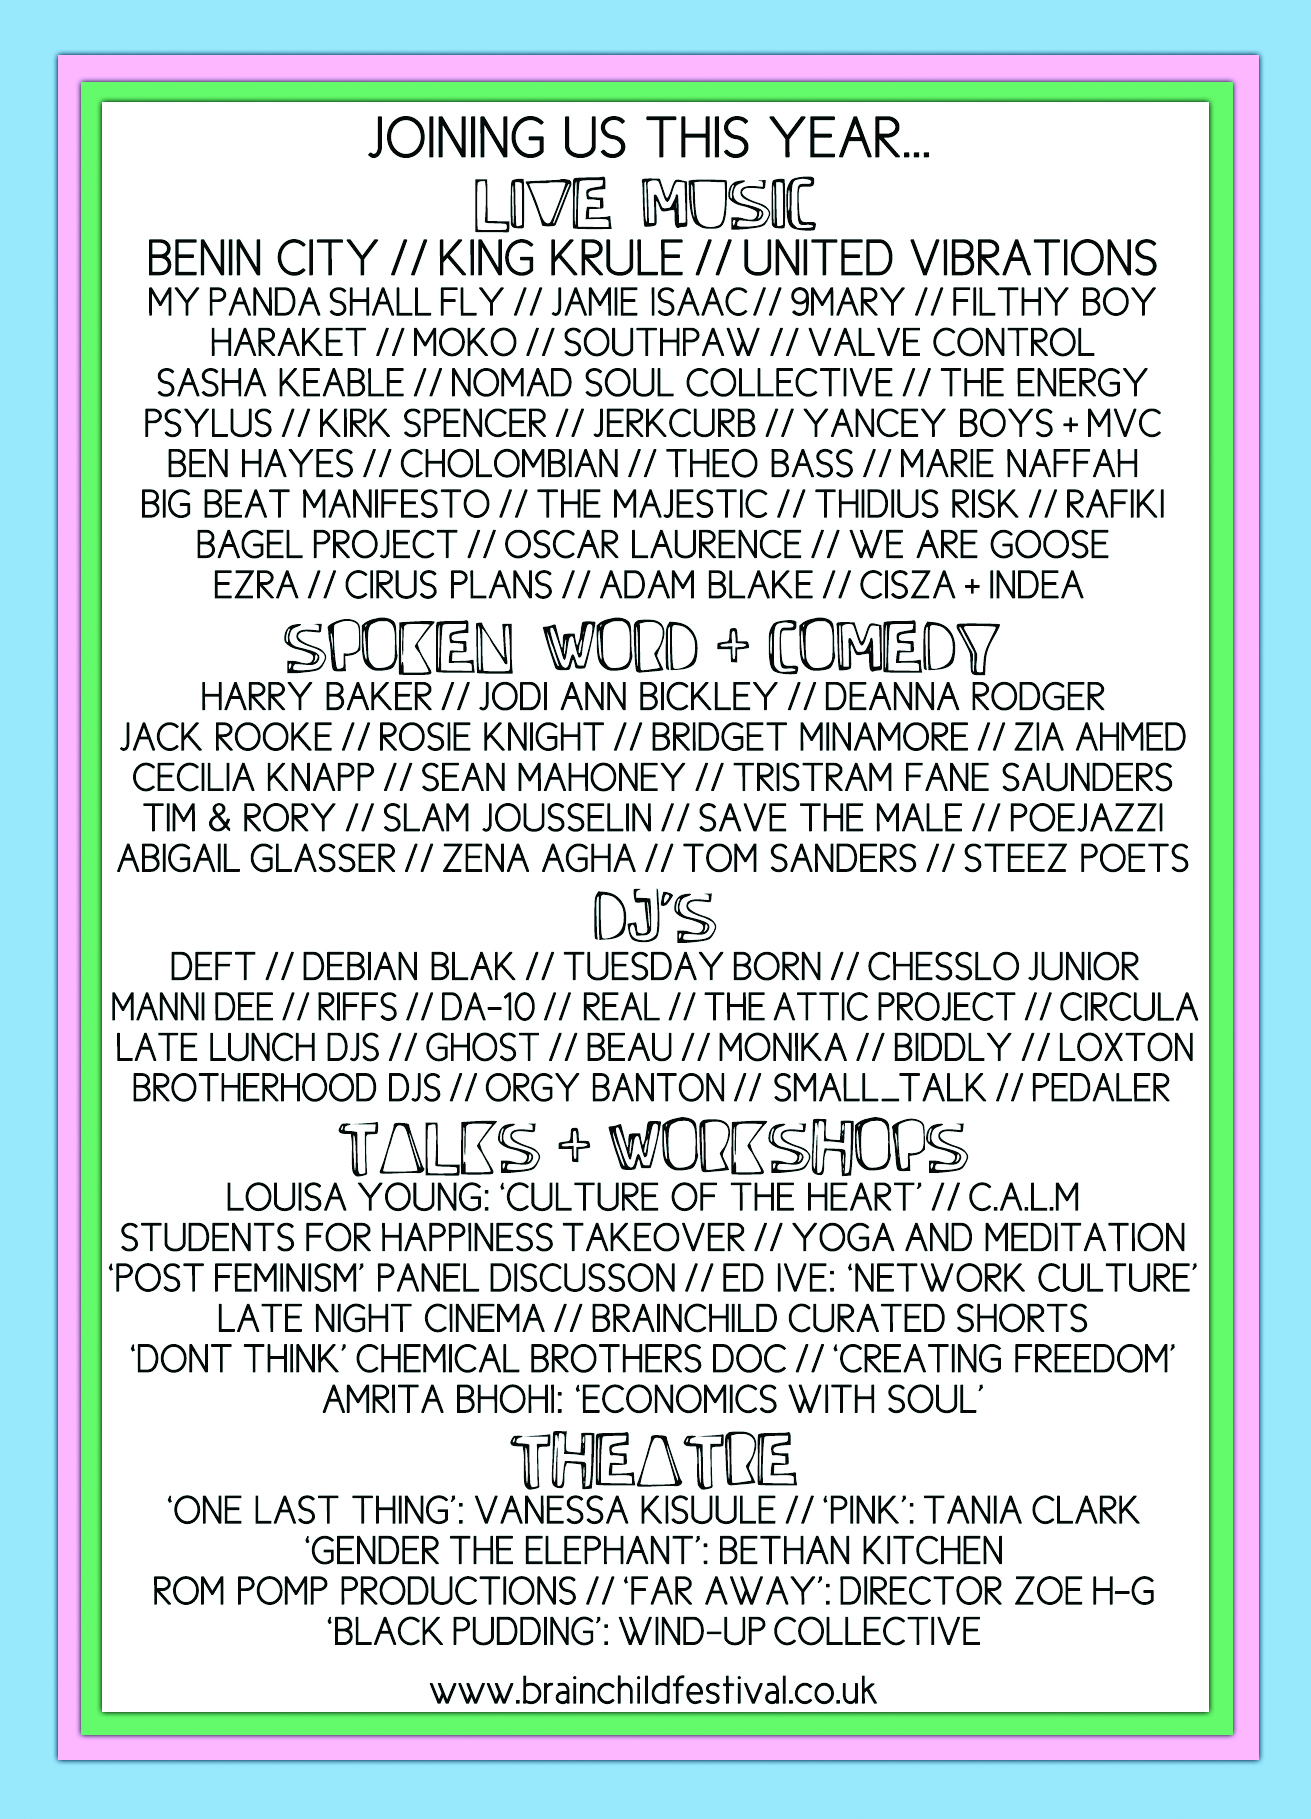 JOINING US THIS YEAR...
LIVE MUSIC
BENIN CITY // KING KRULE // UNITED VIBRATIONS
MY PANDA SHALL FLY // JAMIE ISAAC // 9MARY // FILTHY BOY
HARAKET // MOKO // SOUTHPAW // VALVE CONTROL
SASHA KEABLE // NOMAD SOUL COLLECTIVE // THE ENERGY
PSYLUS // KIRK SPENCER // JERKCURB // YANCEY BOYS + MVC
BEN HAYES // CHOLOMBIAN // THEO BASS // MARIE NAFFAH
BIG BEAT MANIFESTO // THE MAJESTIC // THIDIUS RISK // RAFIKI
BAGEL PROJECT // OSCAR LAURENCE // WE ARE GOOSE
EZRA // CIRUS PLANS // ADAM BLAKE // CISZA + INDEA
SPOKEN WORD + COMEDY
HARRY BAKER // JODI ANN BICKLEY // DEANNA RODGER
JACK ROOKE // ROSIE KNIGHT // BRIDGET MINAMORE // ZIA AHMED
CECILIA KNAPP // SEAN MAHONEY // TRISTRAM FANE SAUNDERS
TIM & RORY // SLAM JOUSSELIN // SAVE THE MALE // POEJAZZI
ABIGAIL GLASSER // ZENA AGHA // TOM SANDERS // STEEZ POETS
DJ'S
DEFT // DEBIAN BLAK // TUESDAY BORN // CHESSLO JUNIOR
MANNI DEE // RIFFS // DA-10 // REAL // THE ATTIC PROJECT // CIRCULA
LATE LUNCH DJS // GHOST // BEAU // MONIKA // BIDDLY // LOXTON
BROTHERHOOD DJS // ORGY BANTON // SMALL_TALK // PEDALER
TALKS + WORKSHOPS
LOUISA YOUNG: ‘CULTURE OF THE HEART’ // C.A.L.M
STUDENTS FOR HAPPINESS TAKEOVER // YOGA AND MEDITATION
‘POST FEMINISM’ PANEL DISCUSSON // ED IVE: ‘NETWORK CULTURE’
LATE NIGHT CINEMA // BRAINCHILD CURATED SHORTS
‘DONT THINK’ CHEMICAL BROTHERS DOC // ‘CREATING FREEDOM’
AMRITA BHOHI: ‘ECONOMICS WITH SOUL’
THEATRE
‘ONE LAST THING’: VANESSA KISUULE // ‘PINK’: TANIA CLARK
‘GENDER THE ELEPHANT’: BETHAN KITCHEN
ROM POMP PRODUCTIONS // ‘FAR AWAY’: DIRECTOR ZOE H-G
‘BLACK PUDDING’: WIND-UP COLLECTIVE
www.brainchildfestival.co.uk